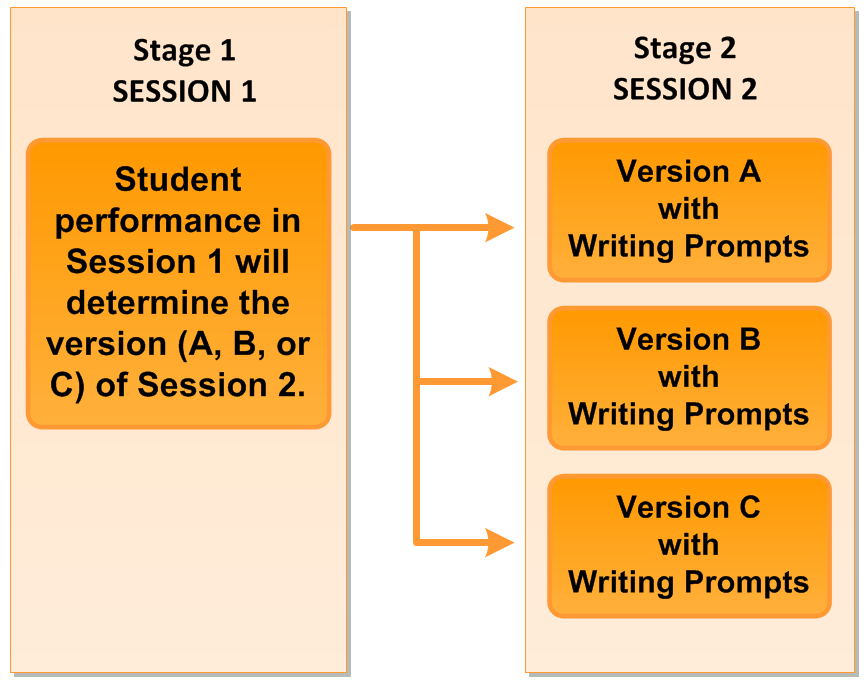 Stage 1
SESSION 1
Student
performance in
Session 1 will
determine the
version (A, B, or
C) of Session 2.
Stage 2
SESSION 2
Version A
with
Writing Prompts
Version B
with
Writing Prompts
Version C
with
Writing Prompts